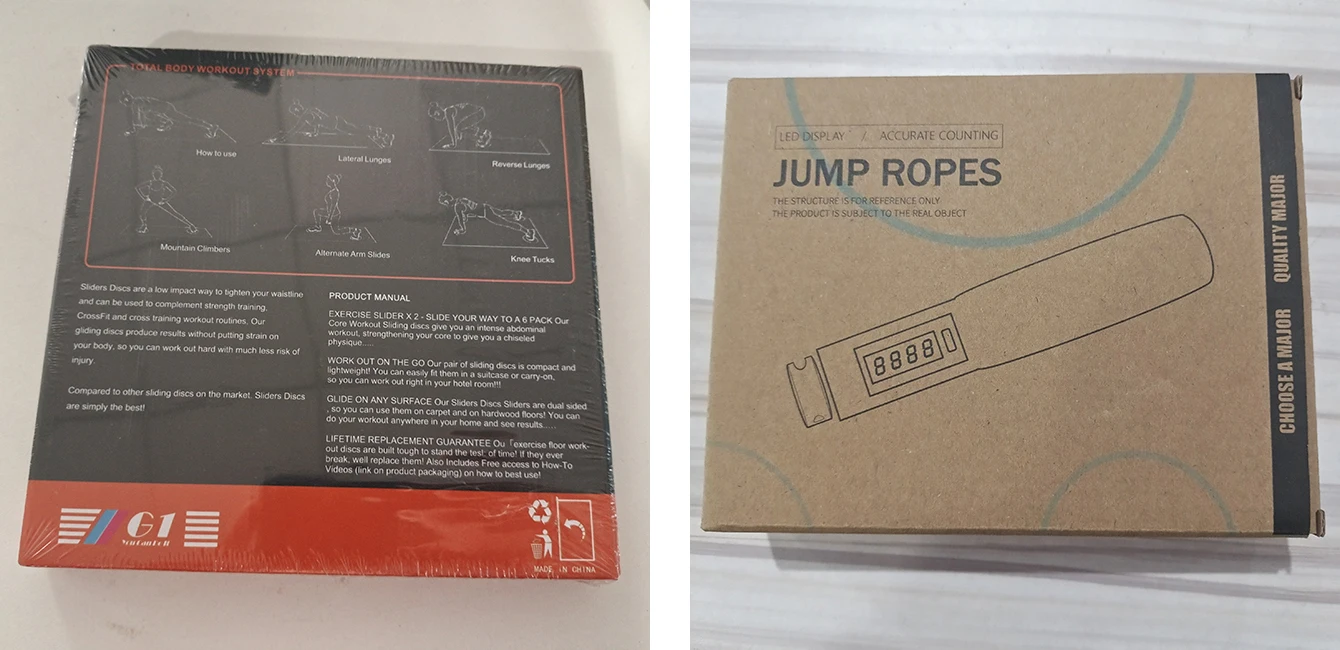 TOTAL BODY WORKOUT SYSTEM
How to use
Lateral Lunges
Reverse Lunges
Mountain Climbers
Alternate Arm Slides
Knee Tucks
Sliders Discs are a low impact way to tighten your waistline
and can be used to complement strength training,
CrossFit and cross training workout routines, Our
gliding discs produce results without putting strain on
your body, so you can work out hard with much less risk of
injury.
Compared to other sliding discs on the market. Sliders Discs
are simply the best!
PRODUCT MANUAL
EXERCISE SLIDER X 2 - SLIDE YOUR WAY TO A 6 PACK Our
Core Workout Sliding discs give you an intense abdominal
workout, strengthening your core to give you a chiseled
physique.....
WORK OUT ON THE GO Our pair of sliding discs is compact and
lightweight! You can easily fit them in a suitcase or carry-on,
so you can work out right in your hotel room!!!
GLIDE ON ANY SURFACE Our Sliders Discs Sliders are dual sided
, so you can use them on carpet and on hardwood floors! You can
do your workout anywhere in your home and see results.....
LIFETIME REPLACEMENT GUARANTEE Ou「exercise floor work-
out discs are built tough to stand the test; of time! If they ever
break, well replace them! Also Includes Free access to How-To
Videos (link on product packaging) on how to best use!
G1
You Can Do It
MADE IN CHINA
LED DISPLAY / ACCURATE COUNTING
JUMP ROPES
THE STRUCTURE IS FOR REFERENCE ONLY
THE PRODUCT IS SUBJECT TO THE REAL OBJECT
8888
CHOOSE A MAJOR QUALITY MAJOR